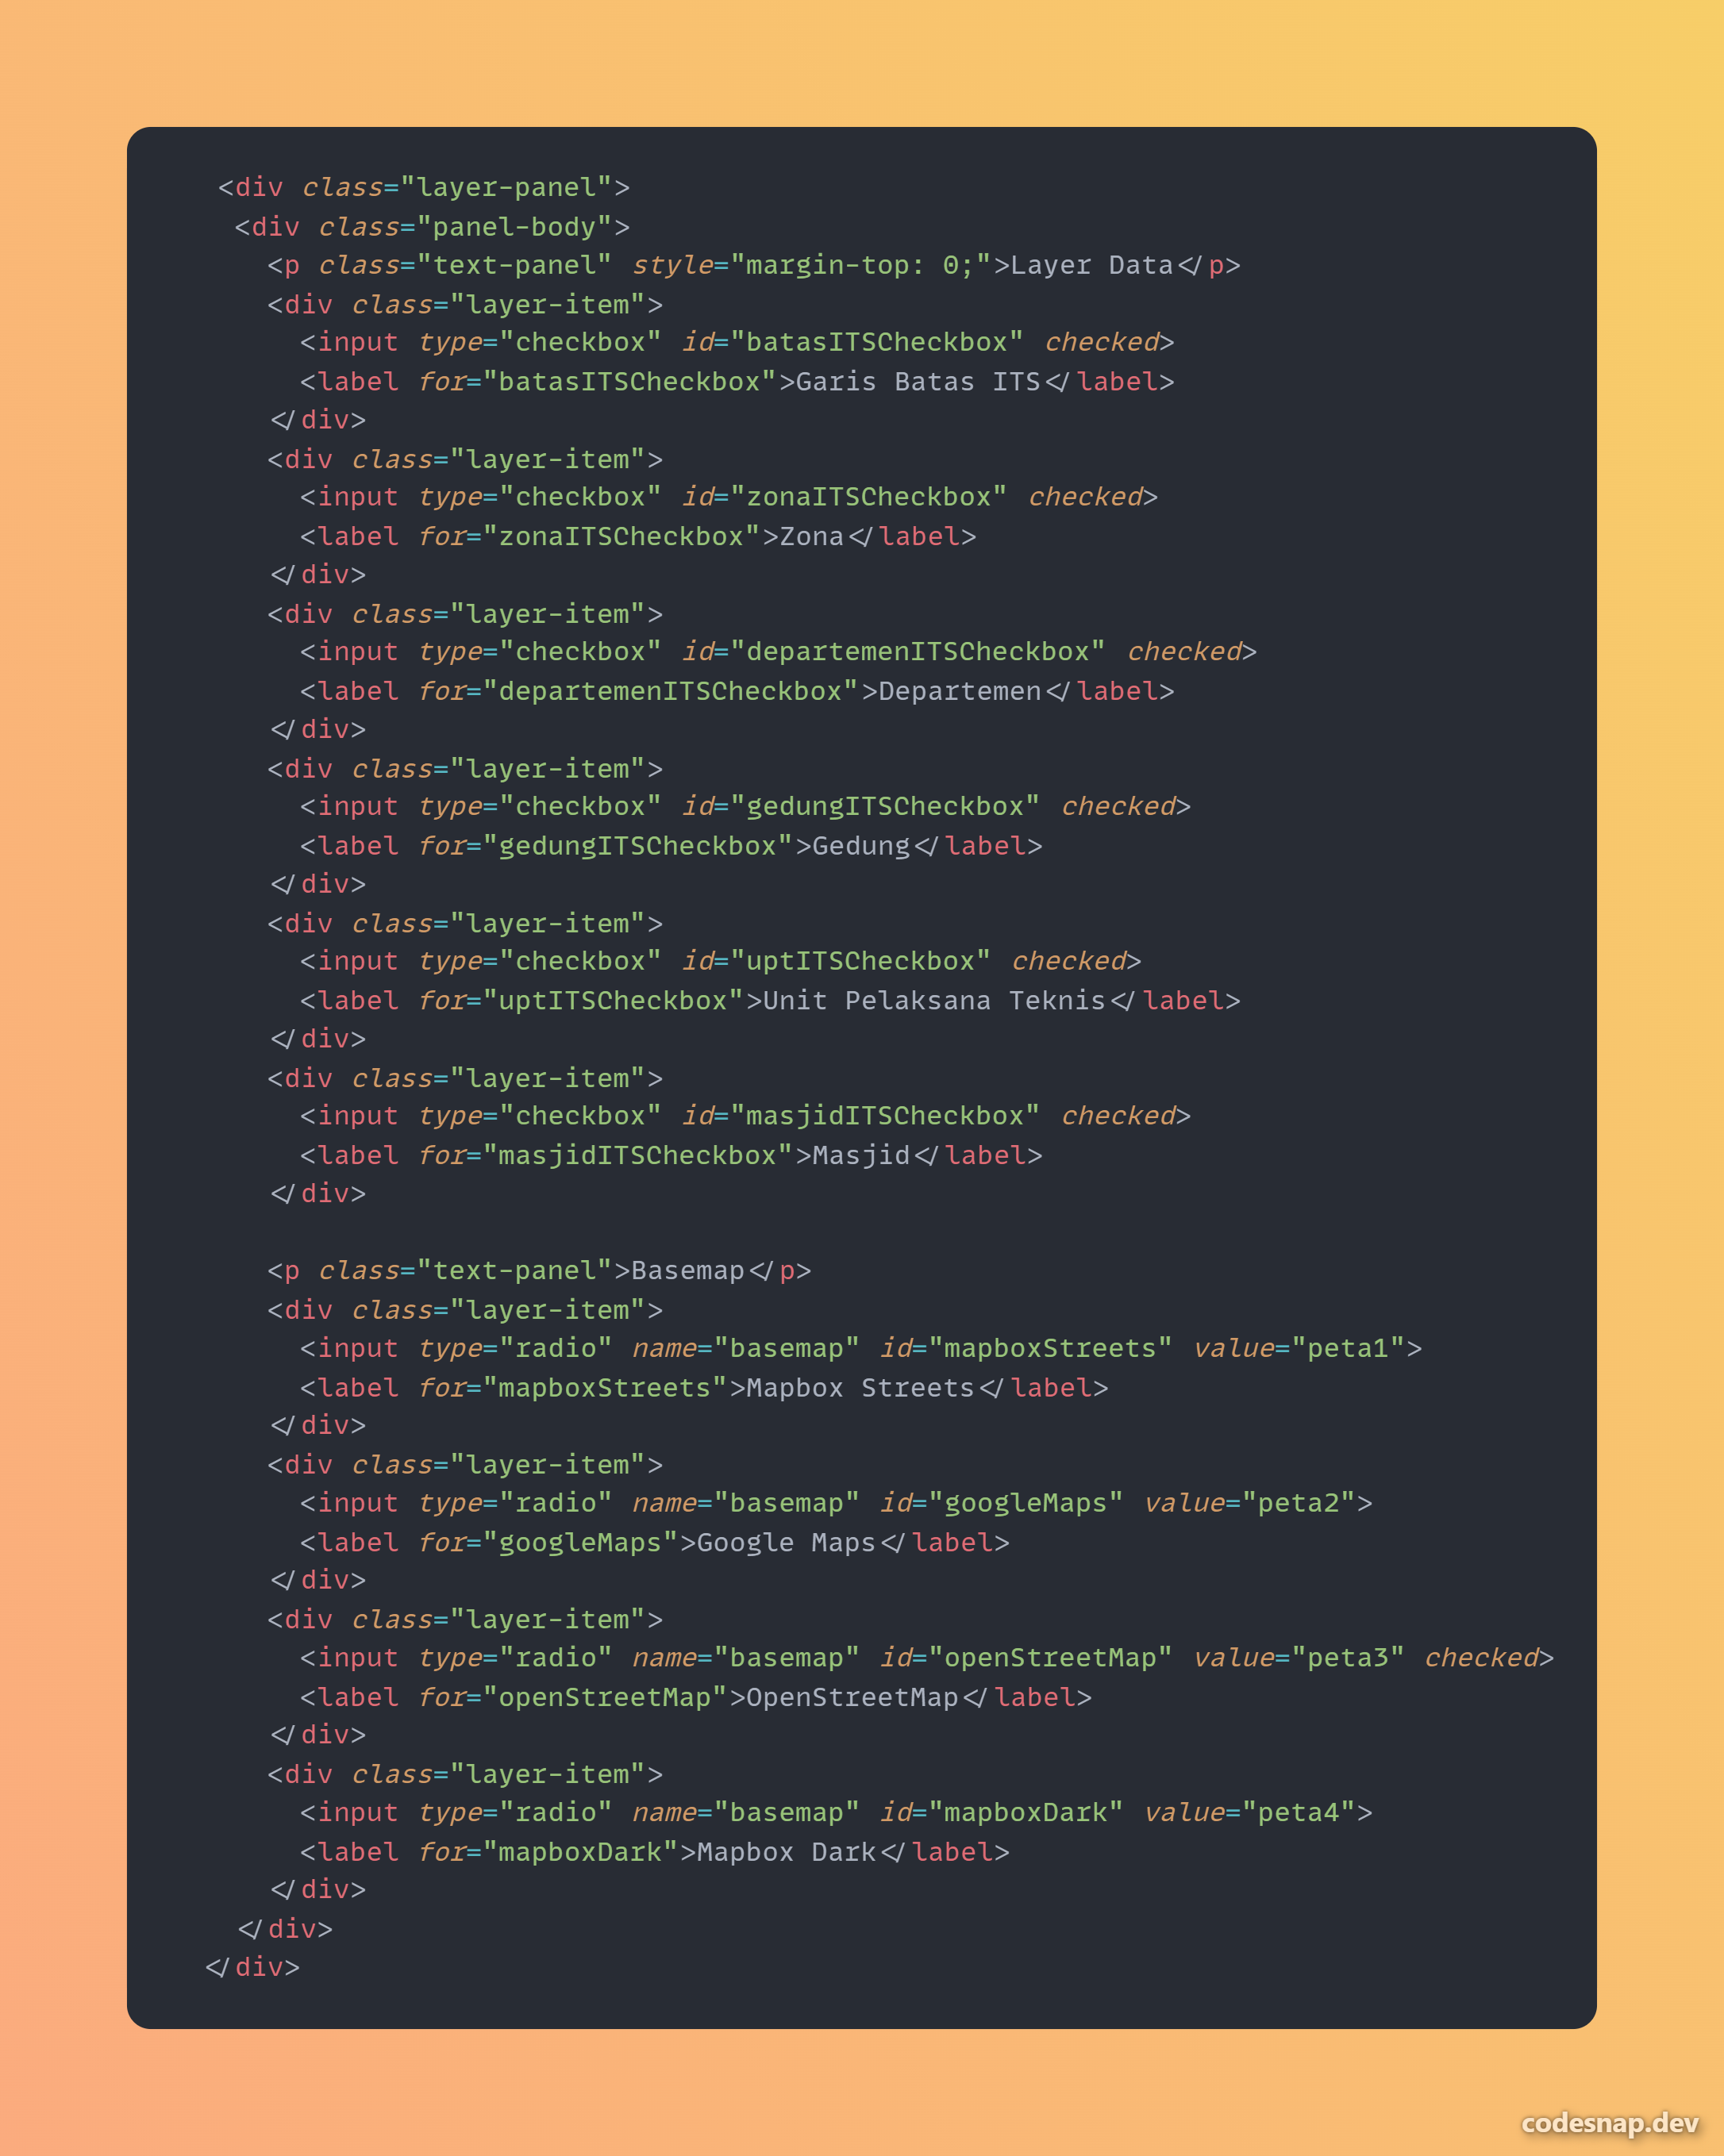 <div class="layer-panel">
<div class="panel-body">
<p class="text-panel" style="margin-top: 0;">Layer Data</p>
<div class="layer-item">
<input type="checkbox" id="batasITSCheckbox" checked>
<label for="batasITSCheckbox">Garis Batas ITS</label>
</div>
<div class="layer-item">
<input type="checkbox" id="zonaITSCheckbox" checked>
<label for="zonaITSCheckbox">Zona</label>
</div>
<div class="layer-item">
<input type="checkbox" id="departemenITSCheckbox" checked>
<label for="departemenITSCheckbox">Departemen</label>
</div>
<div class="layer-item">
<input type="checkbox" id="gedungITSCheckbox" checked>
<label for="gedungITSCheckbox">Gedung</label>
</div>
<div class="layer-item">
<input type="checkbox" id="uptITSCheckbox" checked>
<label for="uptITSCheckbox">Unit Pelaksana Teknis</label>
</div>
<div class="layer-item">
<input type="checkbox" id="masjidITSCheckbox" checked>
<label for="masjidITSCheckbox">Masjid</label>
</div>
<p class="text-panel">Basemap</p>
<div class="layer-item">
<input type="radio" name="basemap" id="mapboxStreets" value="peta1">
<label for="mapboxStreets">Mapbox Streets</label>
</div>
<div class="layer-item">
<input type="radio" name="basemap" id="googleMaps" value="peta2">
<label for="googleMaps">Google Maps</label>
</div>
<div class="layer-item">
<input type="radio" name="basemap" id="openStreetMap" value="peta3" checked>
<label for="openStreetMap">OpenStreetMap</label>
</div>
<div class="layer-item">
<input type="radio" name="basemap" id="mapboxDark" value="peta4">
<label for="mapboxDark">Mapbox Dark</label>
</div>
</div>
</div>
codesnap.dev